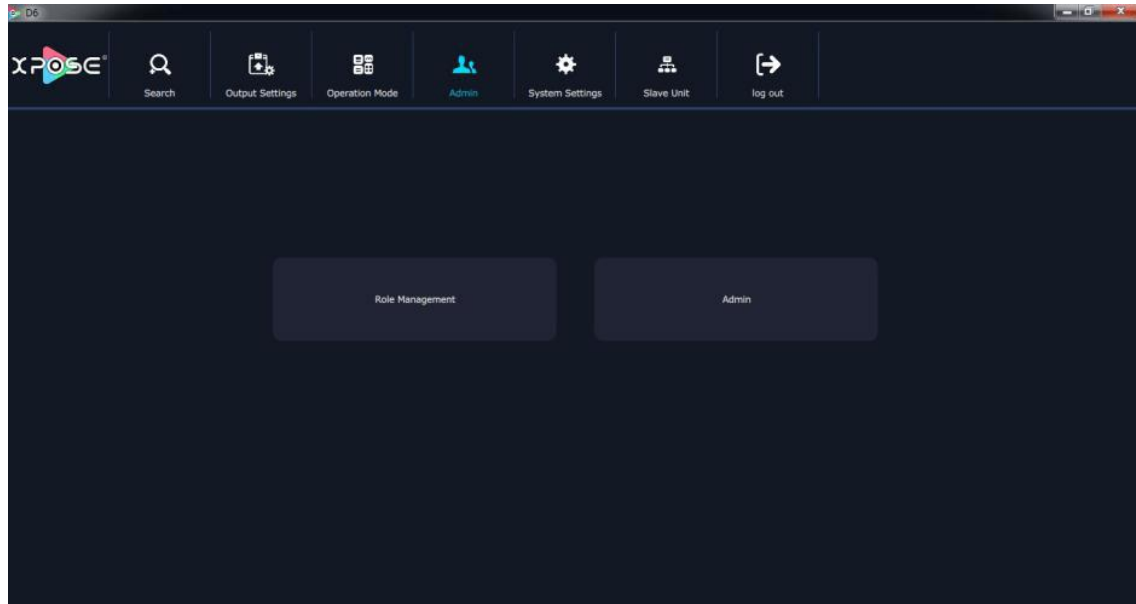 D6
XPOSE®
Search
Output Settings
Operation Mode
Admin
System Settings
Slave Unit
log out
Role Management
Admin